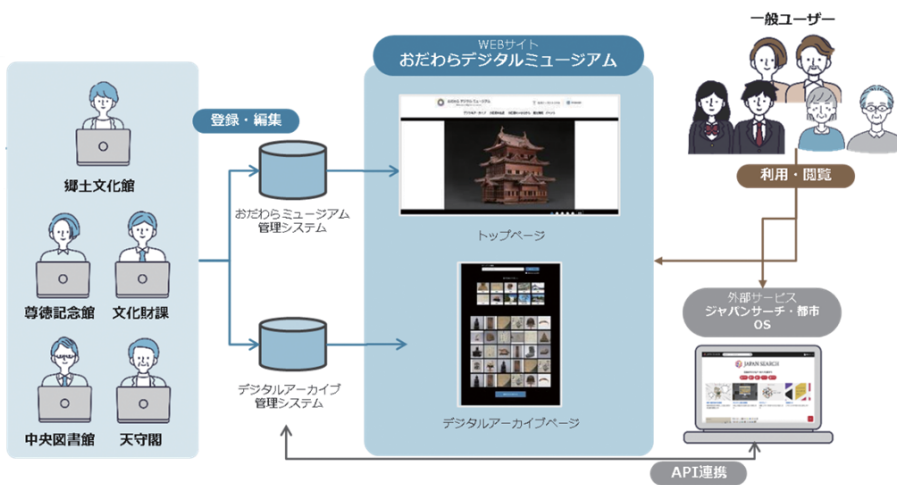 一般ユーザー
WEBサイト
おだわらデジタルミュージアム
登録・編集
郷土文化館
尊徳記念館
文化財課
中央図書館
天守閣
おだわらミュージアム
管理システム
デジタルアーカイブ
管理システム
トップページ
デジタルアーカイブページ
利用・閲覧
外部サービス
ジャパンサーチ・都市
OS
JAPAN SEARCH
API連携